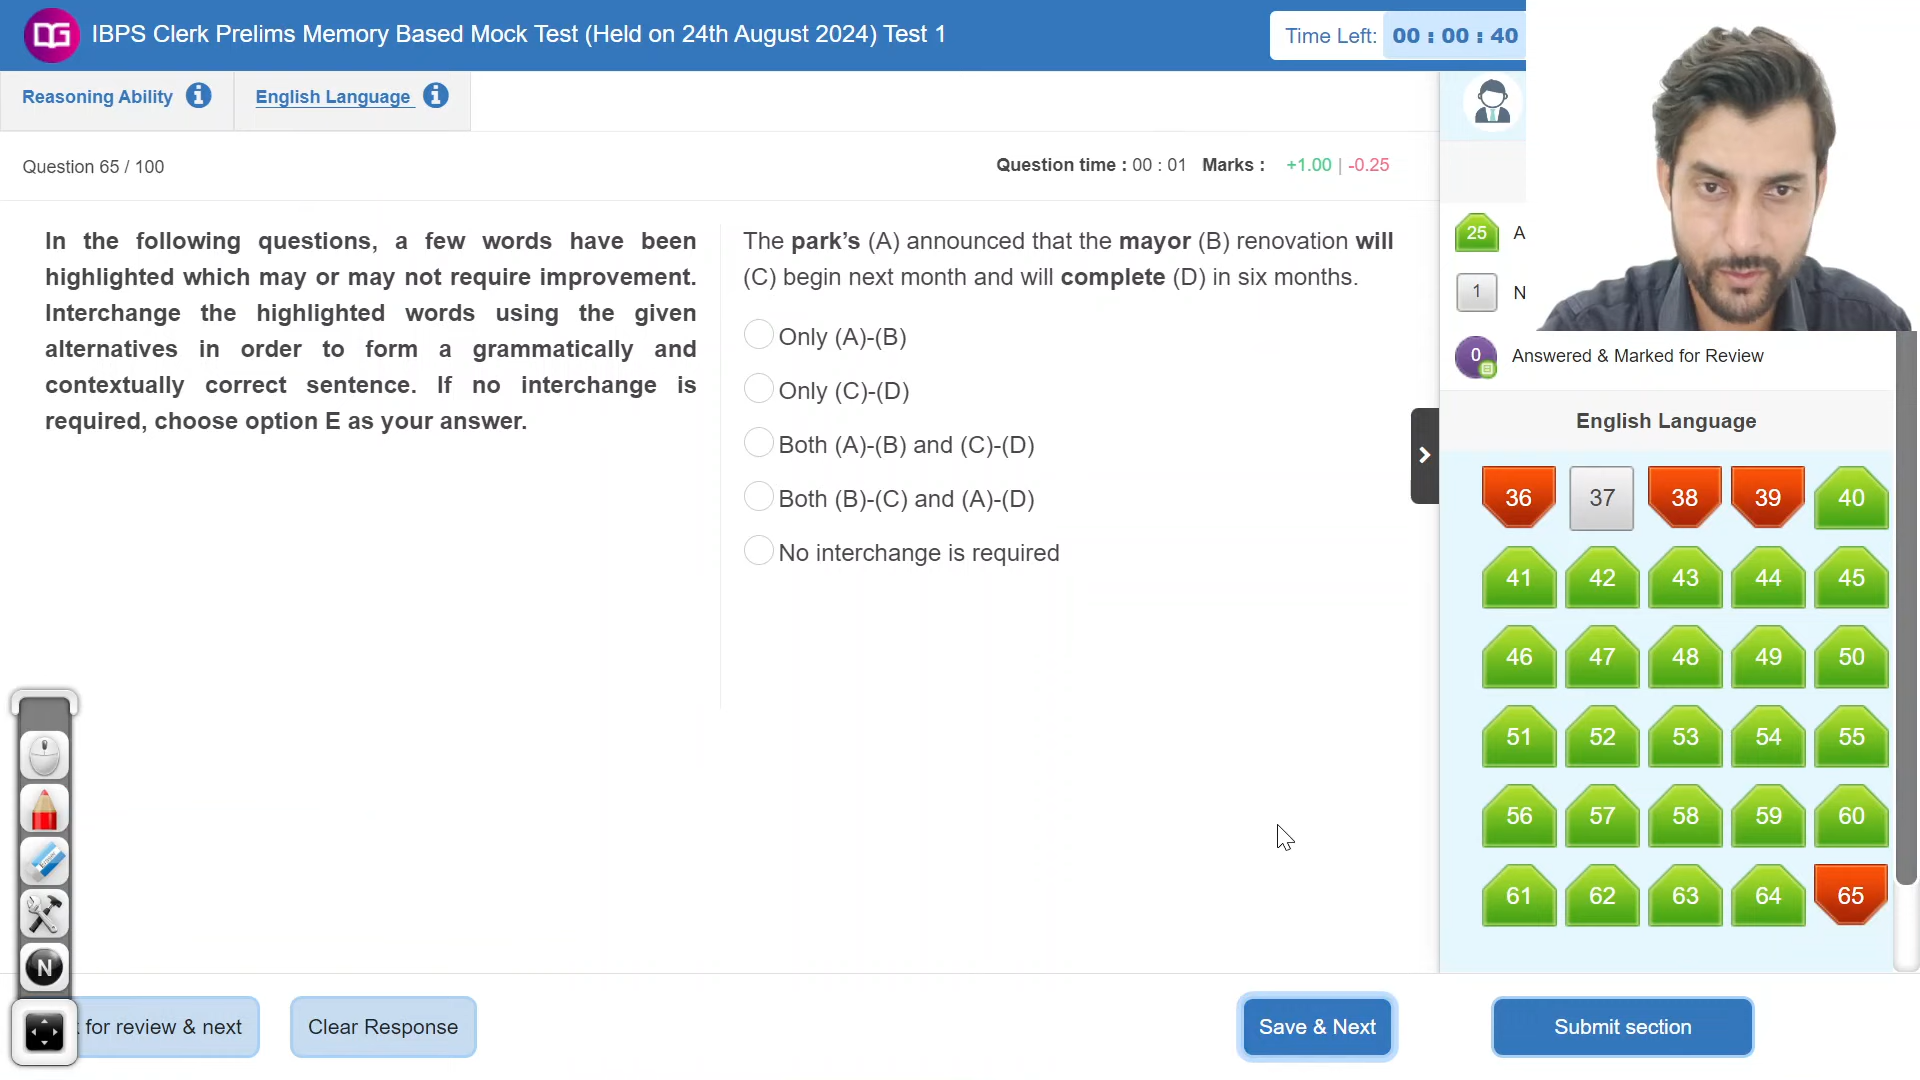 IBPS Clerk Prelims Memory Based Mock Test (Held on 24th August 2024) Test 1
Time Left: 00 : 00 : 40
Reasoning Ability
English Language
Question 65 / 100
Question time : 00 : 01 Marks : +1.00 | -0.25
In the following questions, a few words have been
highlighted which may or may not require improvement.
Interchange the highlighted words using the given
alternatives in order to form a grammatically and
contextually correct sentence. If no interchange is
required, choose option E as your answer.
The park’s (A) announced that the mayor (B) renovation will
(C) begin next month and will complete (D) in six months.
Only (A)-(B)
Only (C)-(D)
Both (A)-(B) and (C)-(D)
Both (B)-(C) and (A)-(D)
No interchange is required
25 A
1 N
0 Answered & Marked for Review
English Language
36 37 38 39 40
41 42 43 44 45
46 47 48 49 50
51 52 53 54 55
56 57 58 59 60
61 62 63 64 65
N
for review & next
Clear Response
Save & Next
Submit section